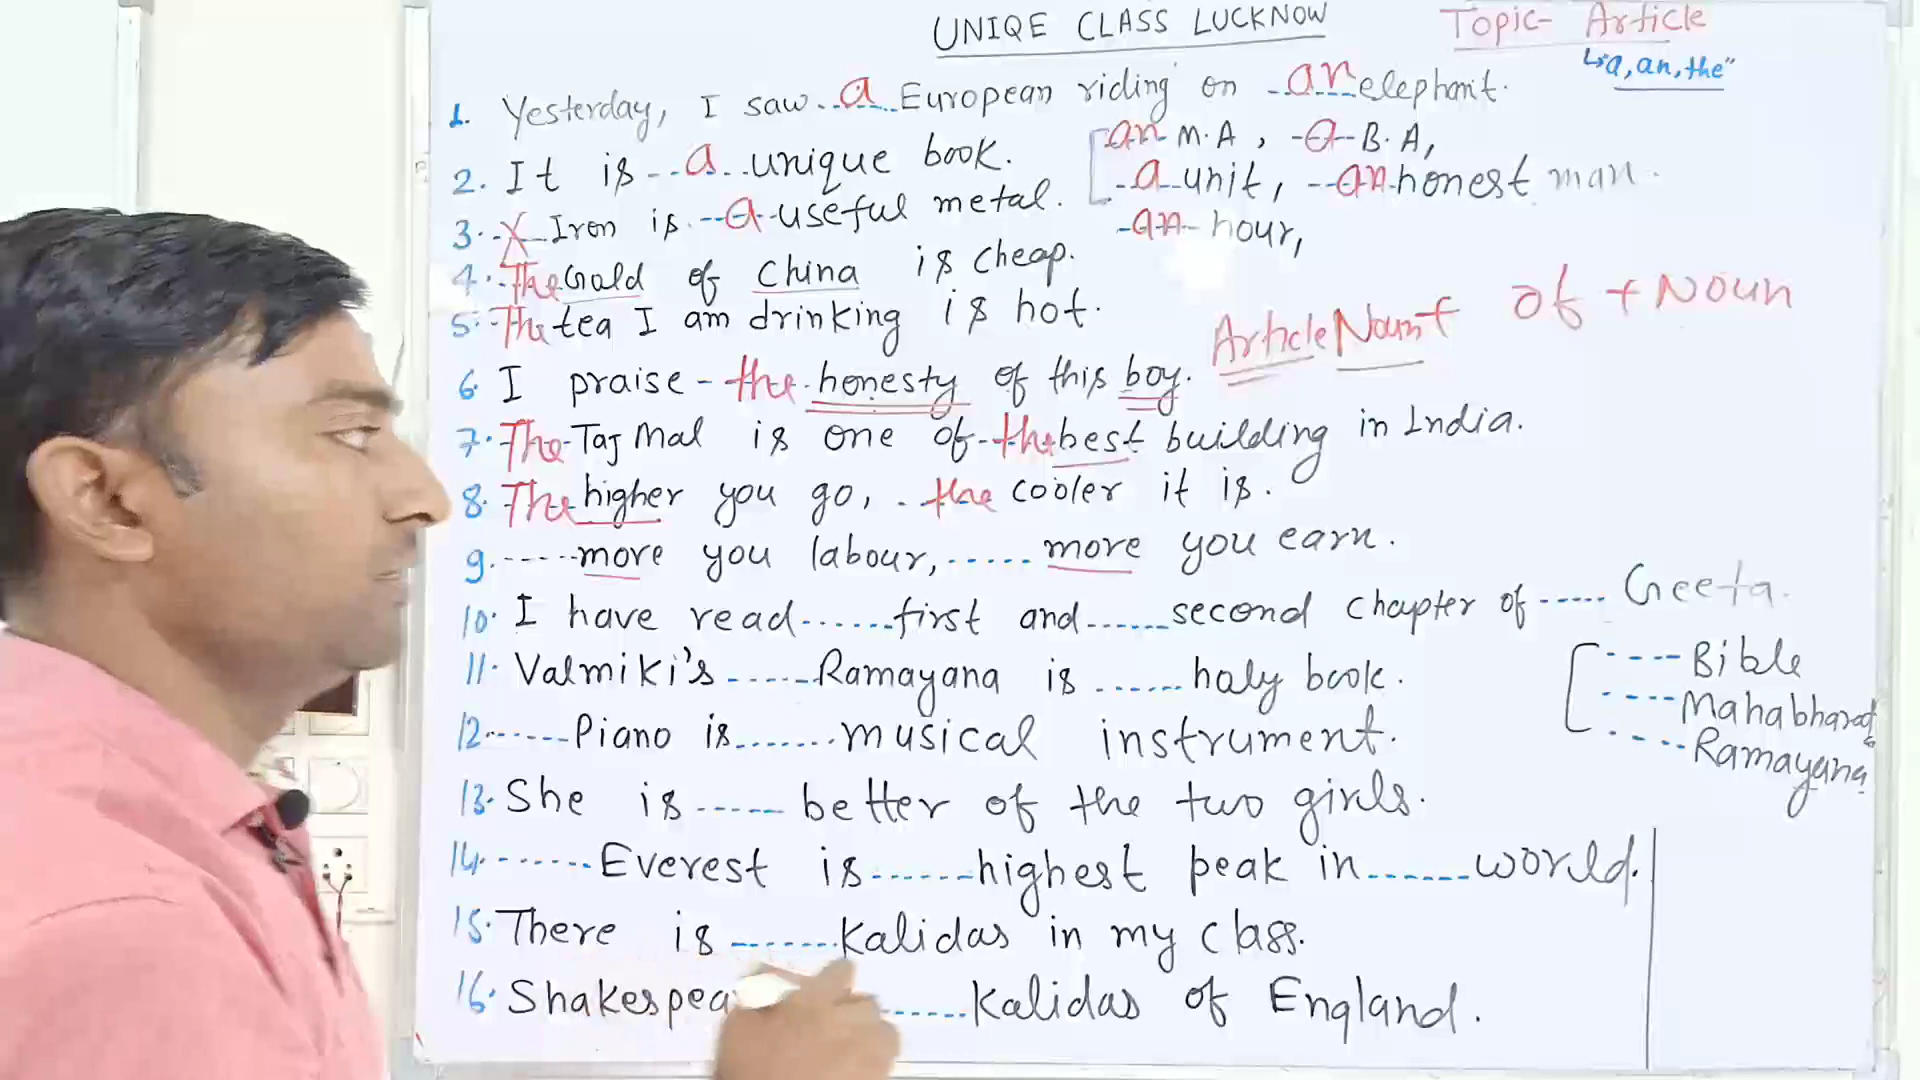 UNIQE CLASS LUCKNOW
Topic- Article
↳"a, an, the"
1. Yesterday, I saw...a...European riding on -..an...elephant.
2. It is --a...unique book.
-an- M.A, -a- B.A,
-a- unit, --an-honest man.
-an- hour,
3.-X- Iron is.--a-useful metal.
4.-The Gold of China is cheap.
5.-The tea I am drinking is hot.
Article Noun+ of + Noun
6. I praise - the honesty of this boy.
7. The Taj Mal is one of -the best building in India.
8. The higher you go, . the cooler it is.
9. -----more you labour,.....more you earn.
10. I have read.......first and.......second chapter of ----- Geeta.
11. Valmiki's ......Ramayana is ...... holy book.
-----Bible
-----Mahabharat
-----Ramayana
12.......Piano is.......musical instrument.
13. She is ------ better of the two girls.
14.-------Everest is.......highest peak in.......world.
15. There is --------Kalidas in my class.
16. ......Kalidas of England.